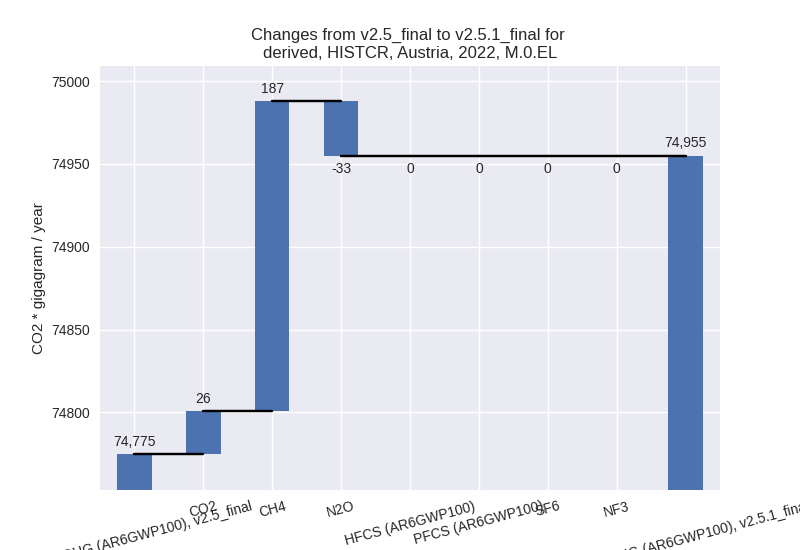 Changes from v2.5_final to v2.5.1_final for
derived, HISTCR, Austria, 2022, M.0.EL
CO2 * gigagram / year
75000
74950
74900
74850
74800
74,775
26
187
-33
0
0
0
0
74,955
(AR6GWP100), v2.5_final
CO2
CH4
N2O
HFCS (AR6GWP100)
PFCS (AR6GWP100)
SF6
NF3
(AR6GWP100), v2.5.1_final